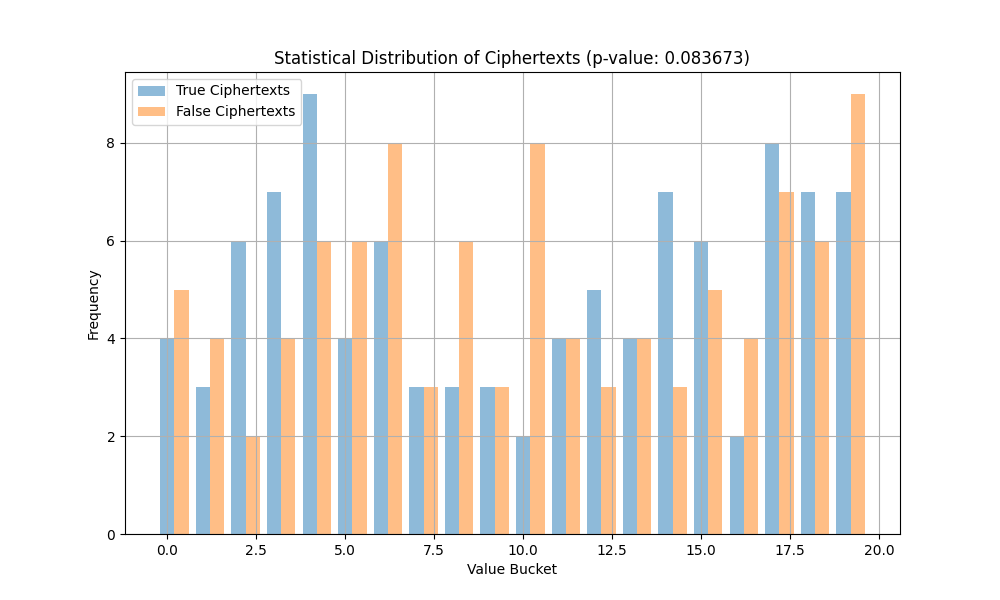 Statistical Distribution of Ciphertexts (p-value: 0.083673)
True Ciphertexts
False Ciphertexts
Frequency
8
6
4
2
0
0.0 2.5 5.0 7.5 10.0 12.5 15.0 17.5 20.0
Value Bucket